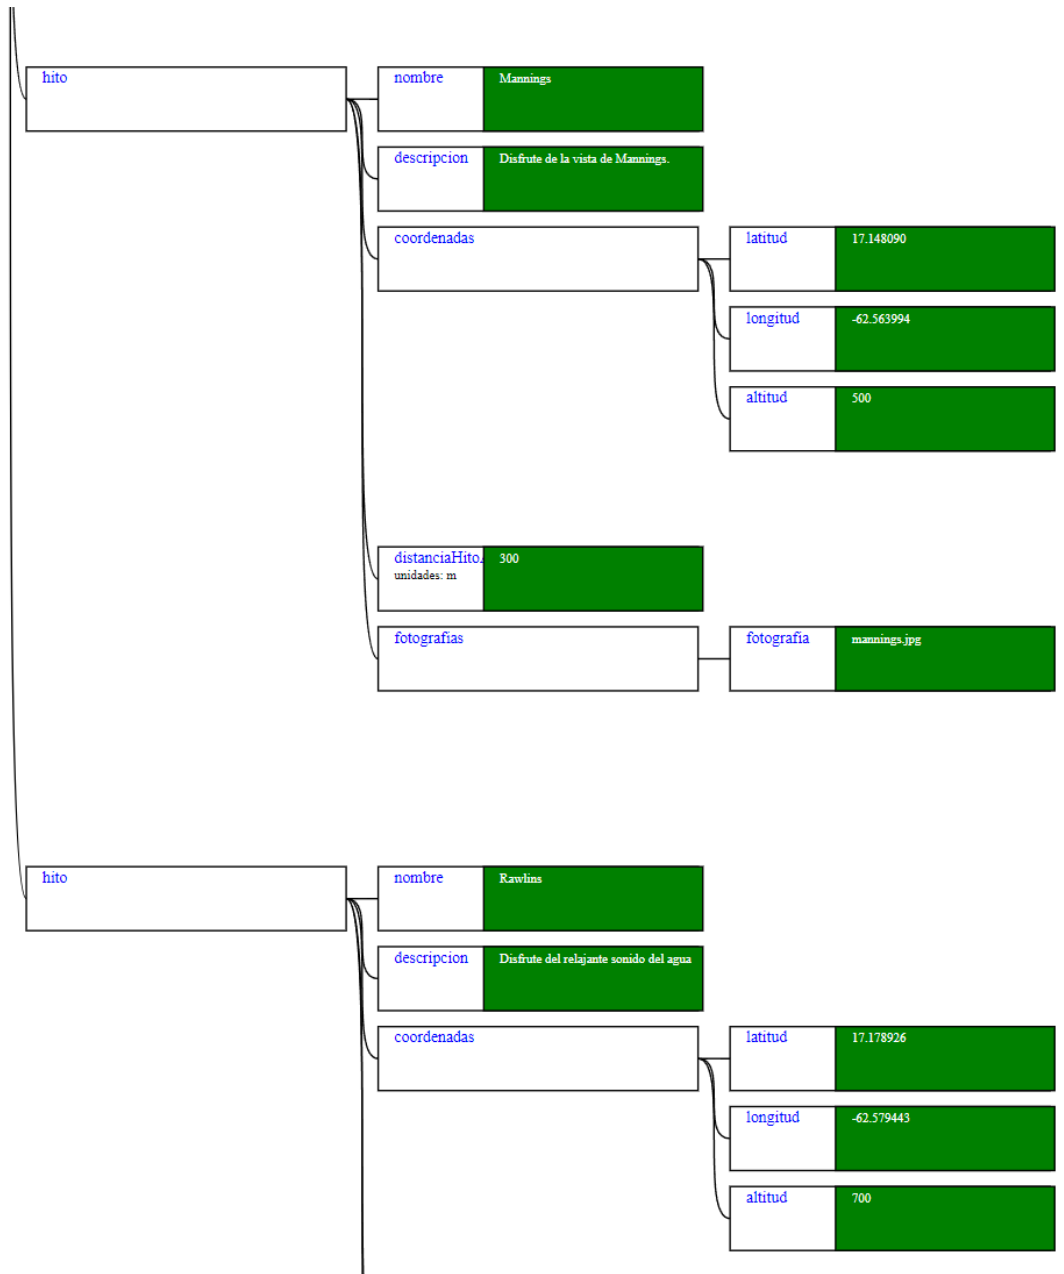 hito
nombre
Mannings
descripcion
Disfrute de la vista de Mannings.
coordenadas
latitud
17.148090
longitud
-62.563994
altitud
500
distanciaHito
300
unidades: m
fotografías
fotografía
mannings.jpg
hito
nombre
Rawlins
descripcion
Disfrute del relajante sonido del agua
coordenadas
latitud
17.178926
longitud
-62.579443
altitud
700